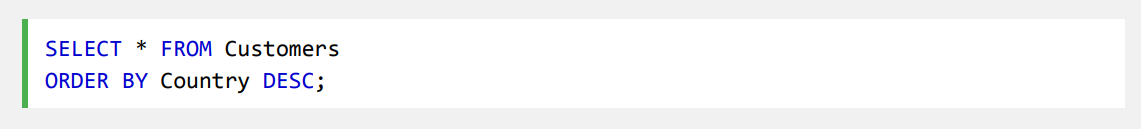 SELECT * FROM Customers
ORDER BY Country DESC;